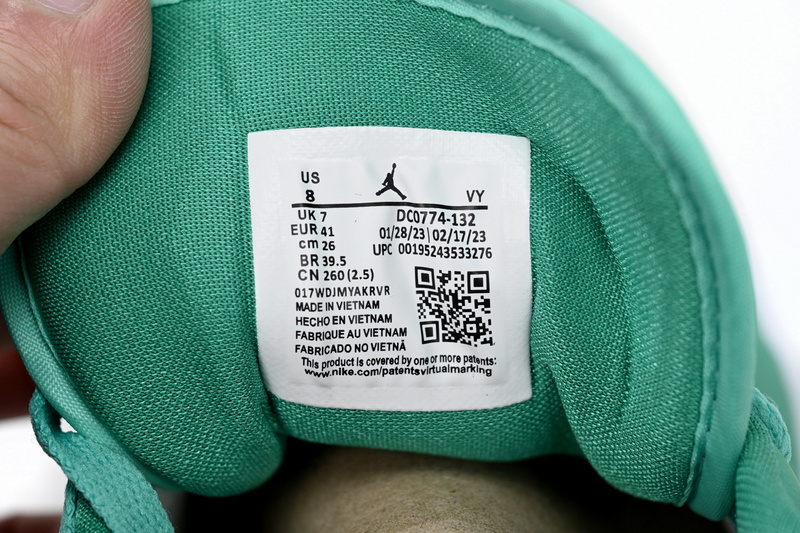 US
8 VY
UK 7 DC0774-132
EUR 41 01/28/23 | 02/17/23
cm 26 UPC 00195243533276
BR 39.5
CN 260 (2.5)
017WDJMYAKRVR
MADE IN VIETNAM
HECHO EN VIETNAM
FABRIQUE AU VIETNAM
FABRICADO NO VIETNÃ
This product is covered by one or more patents:
www.nike.com/patentsvirtualmarking